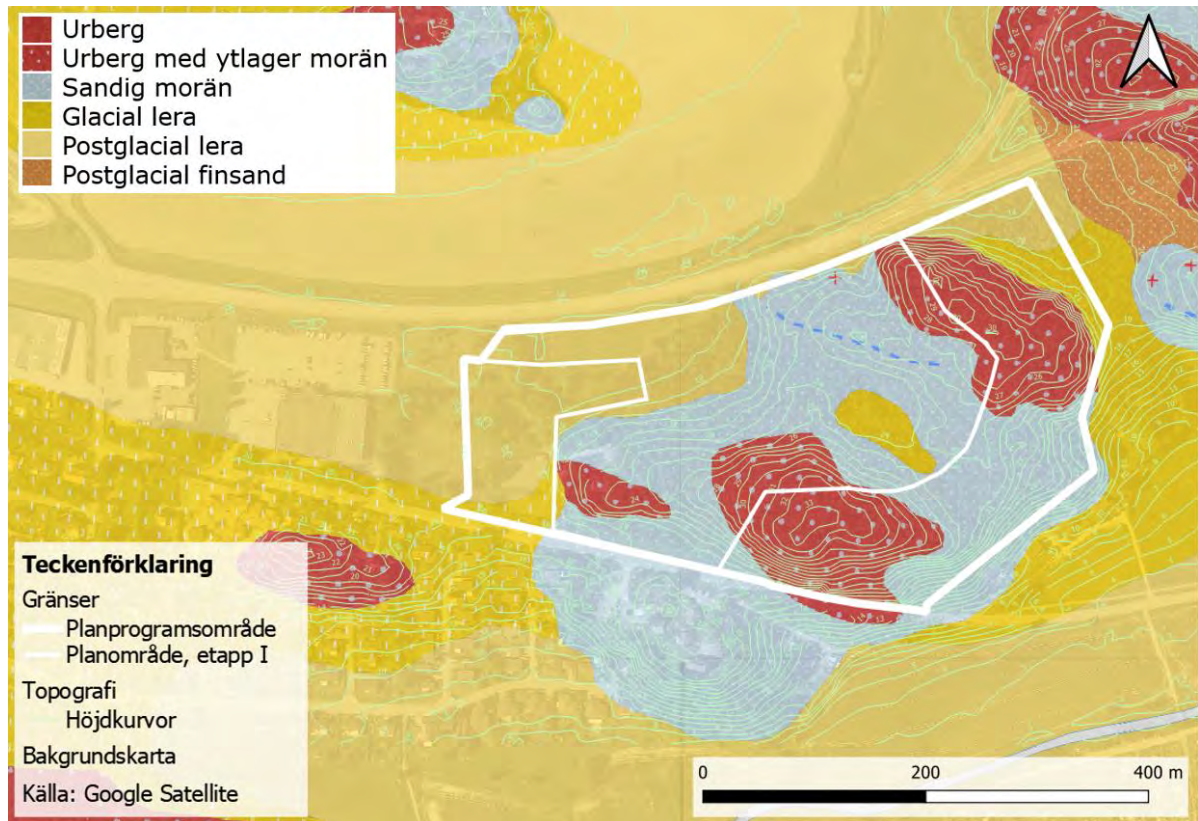 Urberg
Urberg med ytlager morän
Sandig morän
Glacial lera
Postglacial lera
Postglacial finsand
Teckenförklaring
Gränser
Planprogramsområde
Planområde, etapp I
Topografi
Höjdkurvor
Bakgrundskarta
Källa: Google Satellite
0 200 400 m